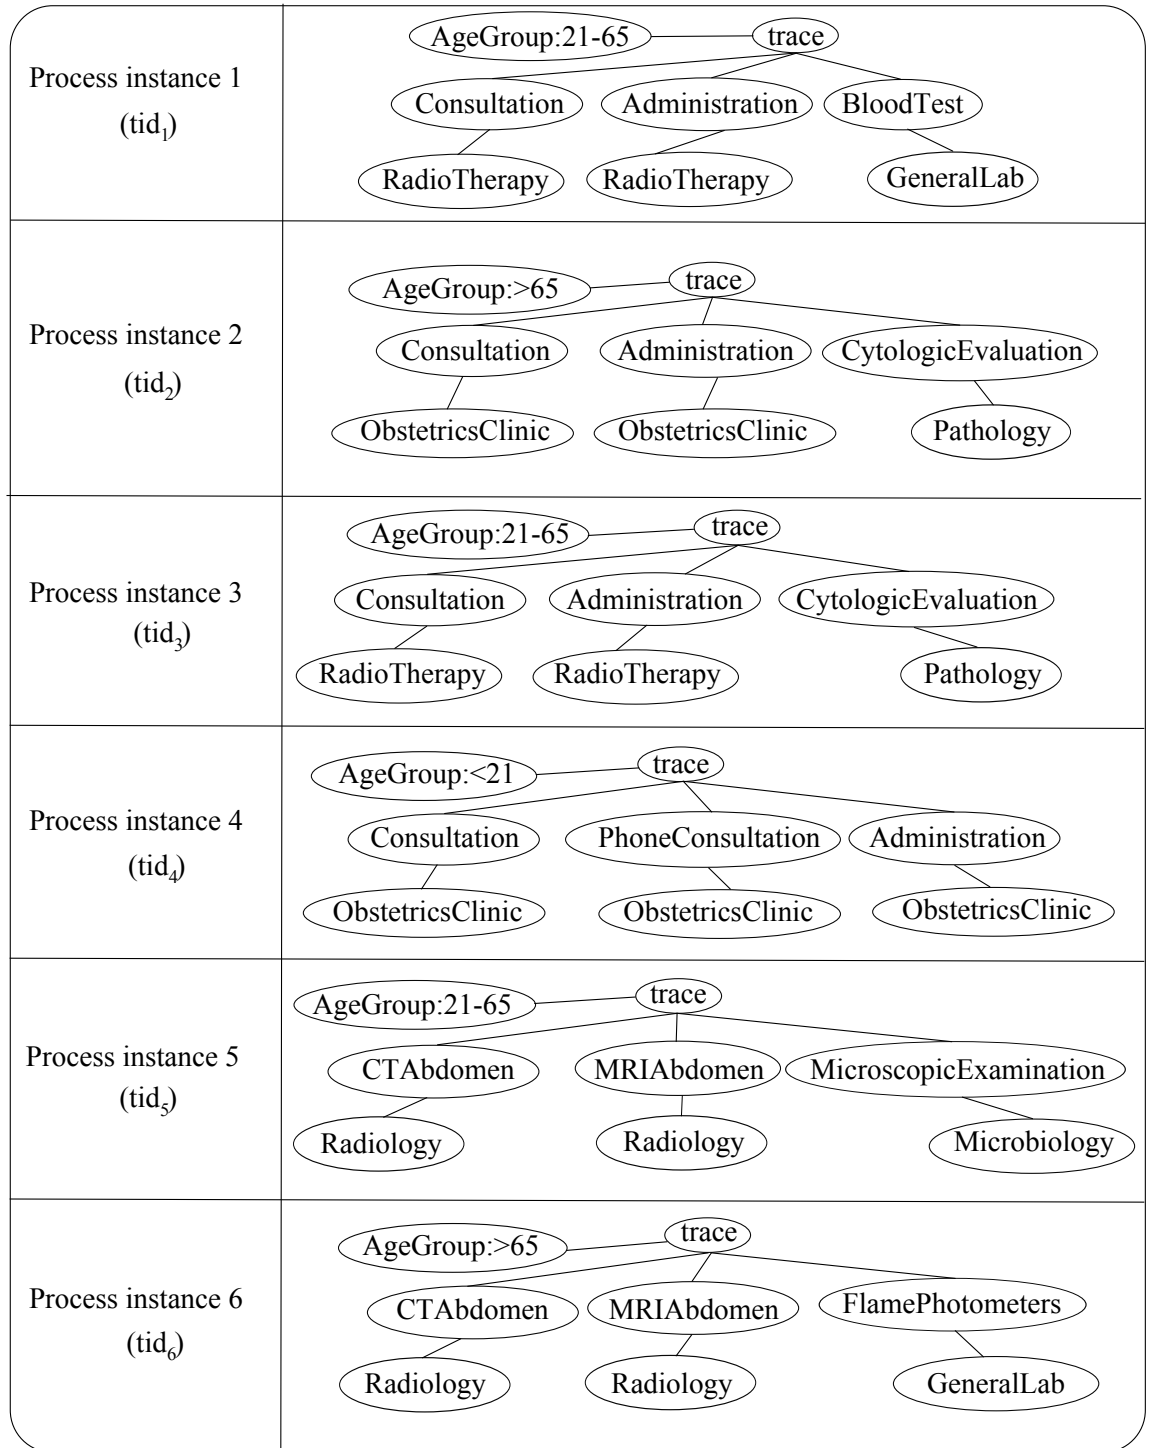 AgeGroup:21-65 trace
Process instance 1
(tid1)
Consultation Administration BloodTest
RadioTherapy RadioTherapy GeneralLab
AgeGroup:>65 trace
Process instance 2
(tid2)
Consultation Administration CytologicEvaluation
ObstetricsClinic ObstetricsClinic Pathology
AgeGroup:21-65 trace
Process instance 3
(tid3)
Consultation Administration CytologicEvaluation
RadioTherapy RadioTherapy Pathology
AgeGroup:<21 trace
Process instance 4
(tid4)
Consultation PhoneConsultation Administration
ObstetricsClinic ObstetricsClinic ObstetricsClinic
AgeGroup:21-65 trace
Process instance 5
(tid5)
CTAbdomen MRIAbdomen MicroscopicExamination
Radiology Radiology Microbiology
AgeGroup:>65 trace
Process instance 6
(tid6)
CTAbdomen MRIAbdomen FlamePhotometers
Radiology Radiology GeneralLab